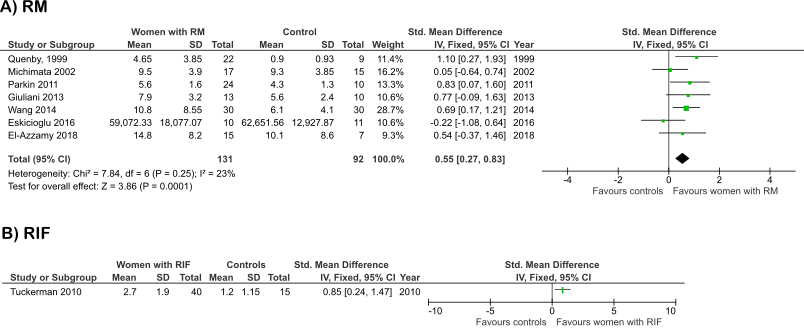 A) RM
Women with RM Control Std. Mean Difference Std. Mean Difference
Study or Subgroup Mean SD Total Mean SD Total Weight IV, Fixed, 95% CI Year IV, Fixed, 95% CI
Quenby, 1999 4.65 3.85 22 0.9 0.93 9 11.4% 1.10 [0.27, 1.93] 1999
Michimata 2002 9.5 3.9 17 9.3 3.85 15 16.2% 0.05 [-0.64, 0.74] 2002
Parkin 2011 5.6 1.6 24 4.3 1.3 10 13.4% 0.83 [0.07, 1.60] 2011
Giuliani 2013 7.9 3.2 13 5.6 2.4 10 10.4% 0.77 [-0.09, 1.63] 2013
Wang 2014 10.8 8.55 30 6.1 4.1 30 28.7% 0.69 [0.17, 1.21] 2014
Eskicioglu 2016 59,072.33 18,077.07 10 62,651.56 12,927.87 11 10.6% -0.22 [-1.08, 0.64] 2016
El-Azzamy 2018 14.8 8.2 15 10.1 8.6 7 9.3% 0.54 [-0.37, 1.46] 2018
Total (95% CI) 131 92 100.0% 0.55 [0.27, 0.83]
Heterogeneity: Chi² = 7.84, df = 6 (P = 0.25); I² = 23%
Test for overall effect: Z = 3.86 (P = 0.0001)
-4 -2 0 2 4
Favours controls Favours women with RM
B) RIF
Women with RIF Controls Std. Mean Difference Std. Mean Difference
Study or Subgroup Mean SD Total Mean SD Total IV, Fixed, 95% CI Year IV, Fixed, 95% CI
Tuckerman 2010 2.7 1.9 40 1.2 1.15 15 0.85 [0.24, 1.47] 2010
-10 -5 0 5 10
Favours controls Favours women with RIF